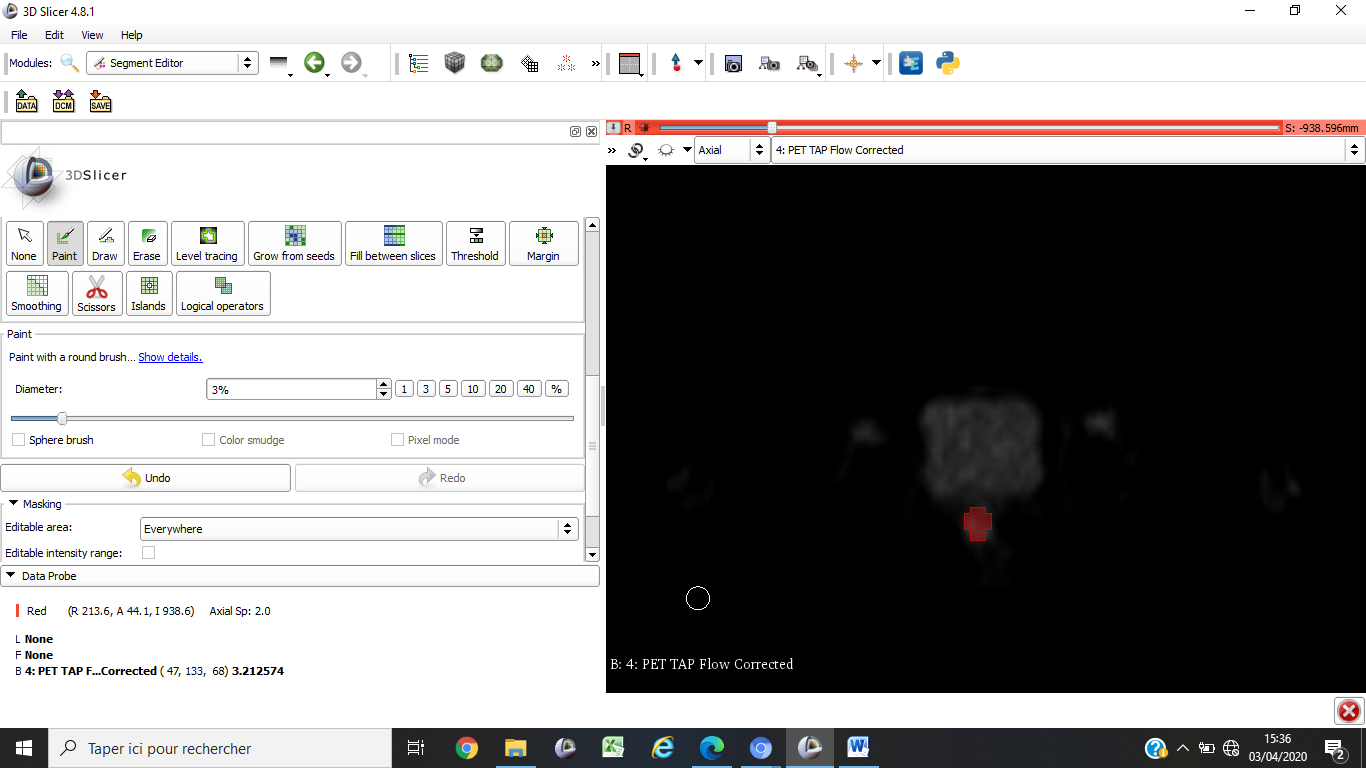 3D Slicer 4.8.1
File Edit View Help
Modules: Segment Editor »
DATA DCM SAVE
R S: -938.596mm
» Axial 4: PET TAP Flow Corrected
3DSlicer
None Paint Draw Erase Level tracing Grow from seeds Fill between slices Threshold Margin
Smoothing Scissors Islands Logical operators
Paint
Paint with a round brush... Show details.
Diameter: 3% 1 3 5 10 20 40 %
Sphere brush Color smudge Pixel mode
Undo Redo
Masking
Editable area: Everywhere
Editable intensity range:
Data Probe
Red (R 213.6, A 44.1, I 938.6) Axial Sp: 2.0
L None
F None
B 4: PET TAP F...Corrected ( 47, 133, 68) 3.212574
B: 4: PET TAP Flow Corrected
Taper ici pour rechercher
15:36
03/04/2020
2